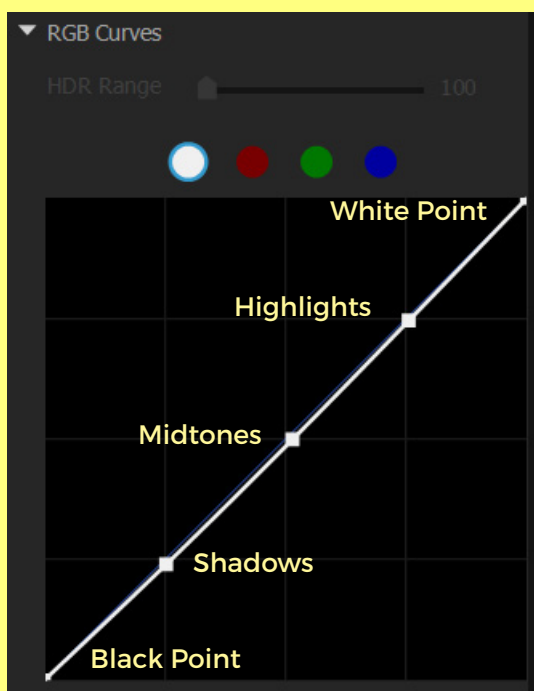 RGB Curves
HDR Range 100
White Point
Highlights
Midtones
Shadows
Black Point